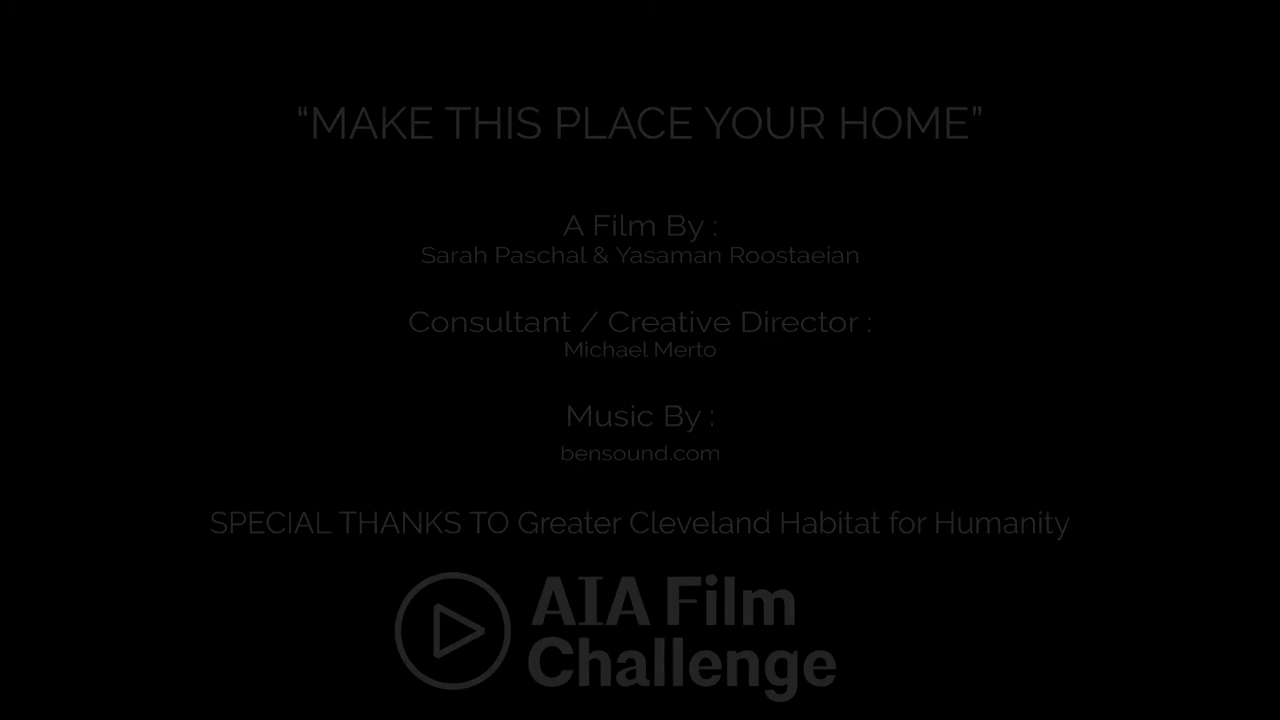 “MAKE THIS PLACE YOUR HOME”
A Film By :
Sarah Paschal & Yasaman Roostaeian
Consultant / Creative Director :
Michael Merto
Music By :
bensound.com
SPECIAL THANKS TO Greater Cleveland Habitat for Humanity
AIA Film
Challenge